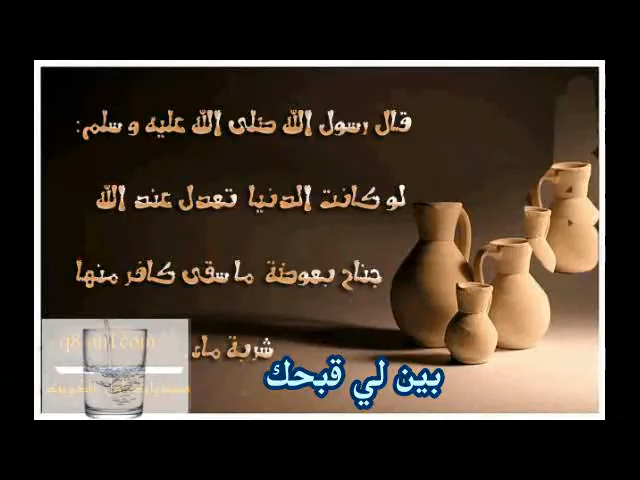 قال رسول الله صلى الله عليه و سلم:
لو كانت الدنيا تعدل عند الله
جناح بعوضة ما سقى كافر منها
شربة ماء.
بين لي قبحك